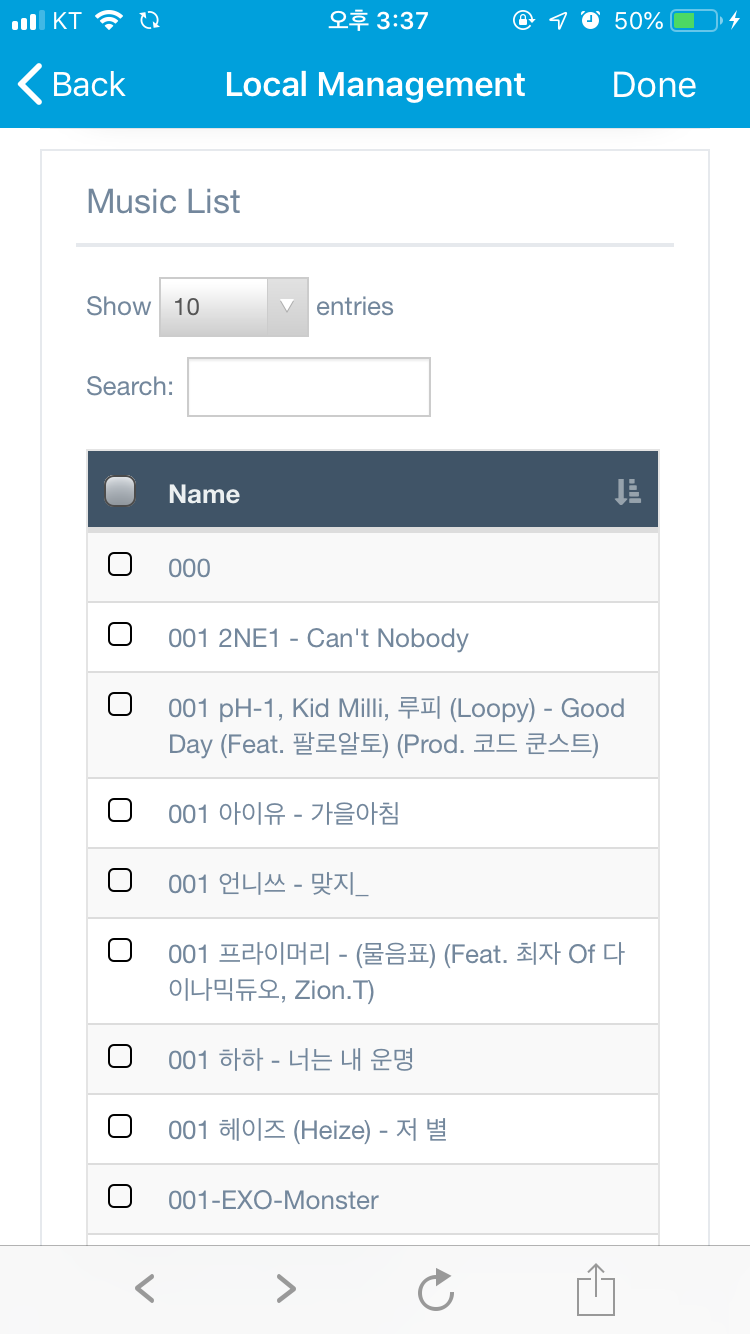 KT 오후 3:37 50%
Back Local Management Done
Music List
Show 10 entries
Search:
Name
000
001 2NE1 - Can't Nobody
001 pH-1, Kid Milli, 루피 (Loopy) - Good
Day (Feat. 팔로알토) (Prod. 코드 쿤스트)
001 아이유 - 가을아침
001 언니쓰 - 맞지_
001 프라이머리 - (물음표) (Feat. 최자 Of 다
이나믹듀오, Zion.T)
001 하하 - 너는 내 운명
001 헤이즈 (Heize) - 저 별
001-EXO-Monster